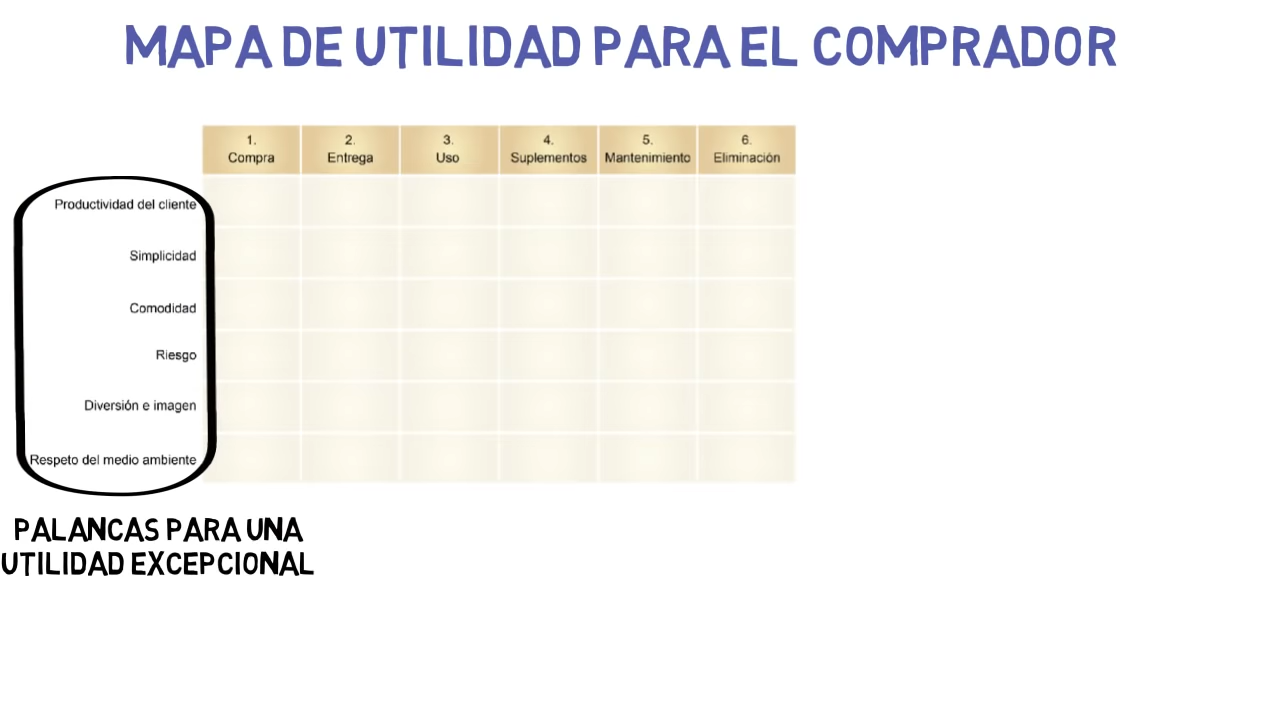 MAPA DE UTILIDAD PARA EL COMPRADOR
1. 2. 3. 4. 5. 6.
Compra Entrega Uso Suplementos Mantenimiento Eliminación
Productividad del cliente
Simplicidad
Comodidad
Riesgo
Diversión e imagen
Respeto del medio ambiente
PALANCAS PARA UNA
UTILIDAD EXCEPCIONAL